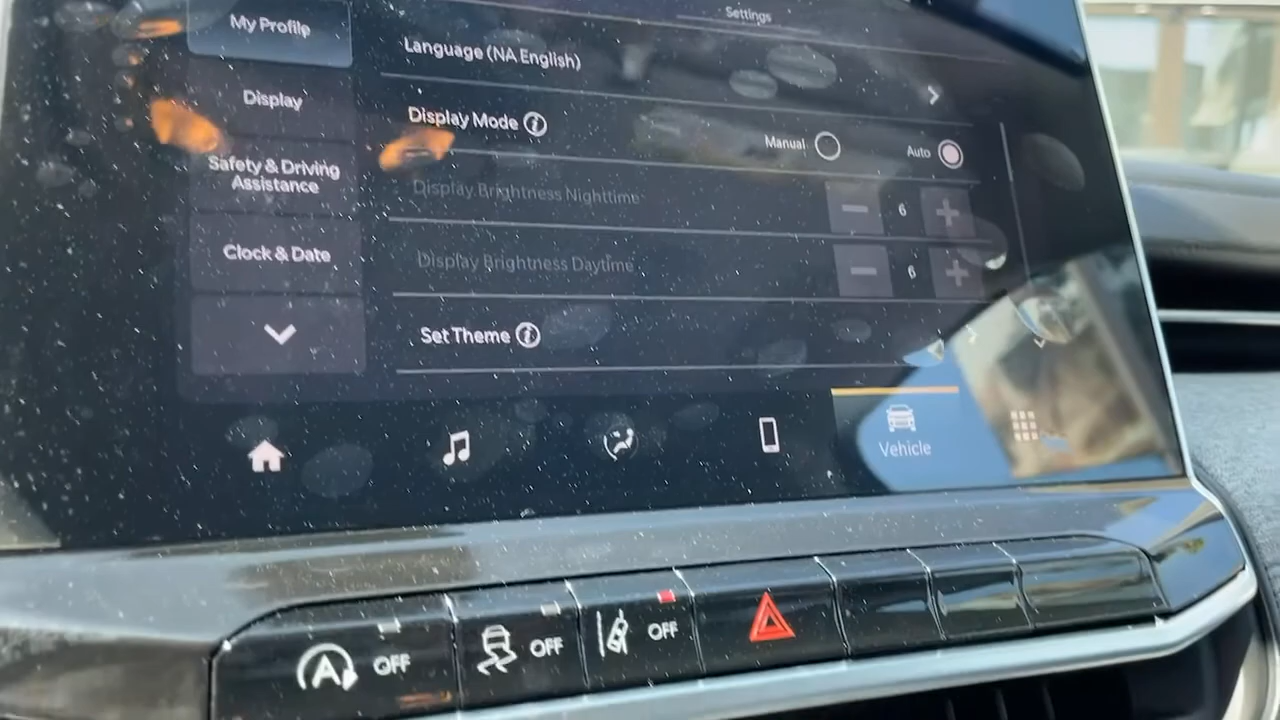 Settings
My Profile
Language (NA English)
Display
Display Mode
Manual
Auto
Safety & Driving
Assistance
Display Brightness Nighttime
6
Clock & Date
Display Brightness Daytime
6
Set Theme
Vehicle
A OFF
OFF
OFF